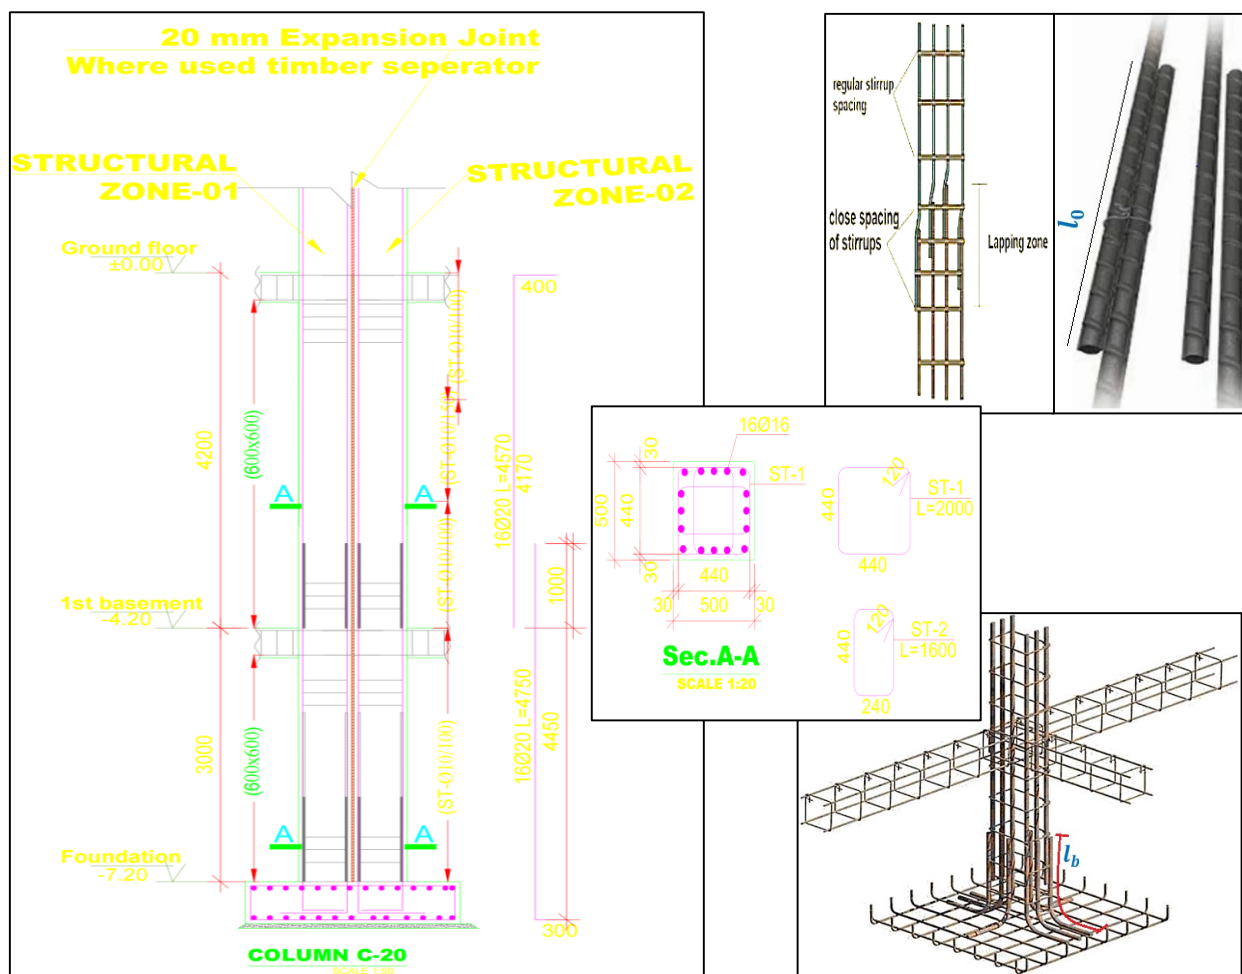 20 mm Expansion Joint
Where used timber seperator
STRUCTURAL
ZONE-01
STRUCTURAL
ZONE-02
Ground floor
±0.00
4200
(600x600)
A
A
1st basement
-4.20
3000
(600x600)
A
A
Foundation
-7.20
(ST-Ø10/100)
(ST-Ø10/150)
(ST-Ø10/100)
(ST-Ø10/100)
400
16Ø20 L=4570
4170
1000
16Ø20 L=4750
4450
300
COLUMN C-20
SCALE 1:50
regular stirrup
spacing
close spacing
of stirrups
Lapping zone
l0
16Ø16
ST-1
30
500
440
30
440
30
500
30
Sec.A-A
SCALE 1:20
440
120
ST-1
L=2000
440
440
120
ST-2
L=1600
240
lb